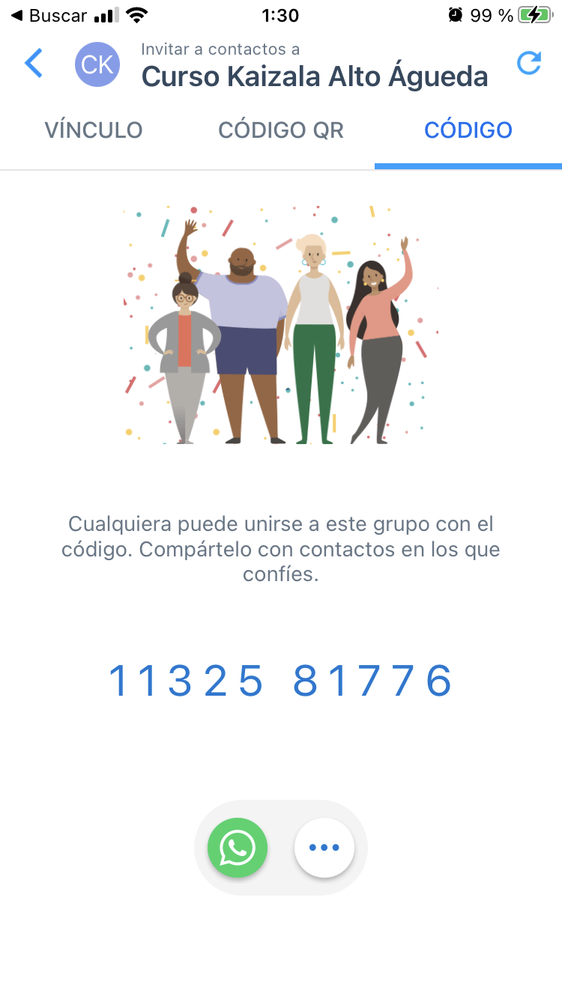 ◀ Buscar 1:30 99 %
Invitar a contactos a
CK Curso Kaizala Alto Águeda
VÍNCULO CÓDIGO QR CÓDIGO
Cualquiera puede unirse a este grupo con el
código. Compártelo con contactos en los que
confíes.
11325 81776